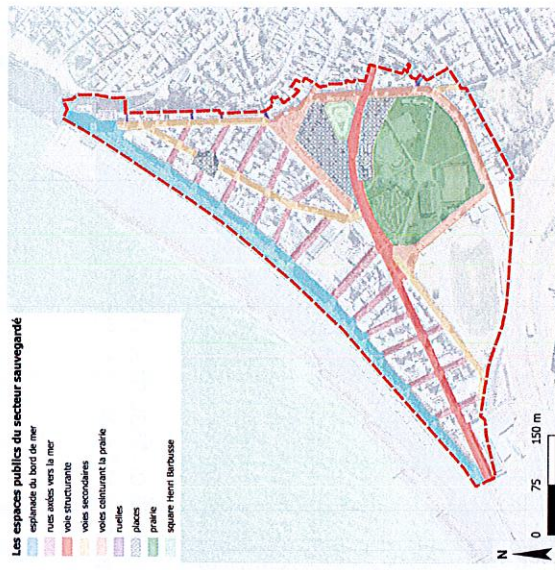 Les espaces publics du secteur sauvegardé
esplanade du bord de mer
rues axées vers la mer
voie structurante
voies secondaires
voies ceinturant la prairie
ruelles
places
prairie
square Henri Barbusse
N
0 75 150 m